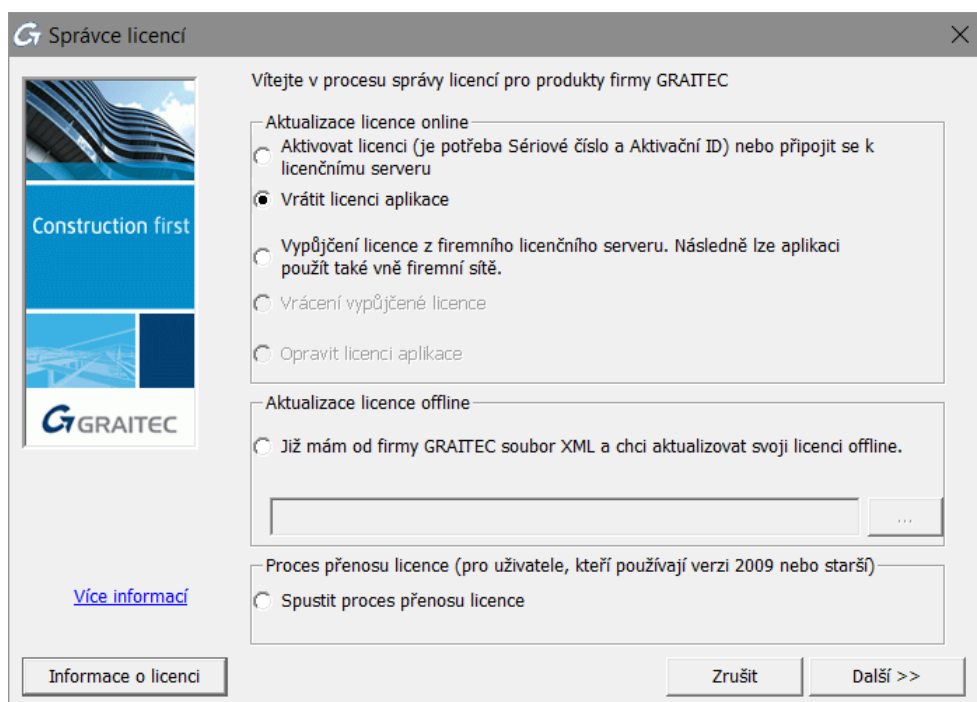 Správce licencí
Vítejte v procesu správy licencí pro produkty firmy GRAITEC
Aktualizace licence online
Aktivovat licenci (je potřeba Sériové číslo a Aktivační ID) nebo připojit se k
licenčnímu serveru
Vrátit licenci aplikace
Construction first
Vypůjčení licence z firemního licenčního serveru. Následně lze aplikaci
použít také vně firemní sítě.
Vrácení vypůjčené licence
Opravit licenci aplikace
GRAITEC
Aktualizace licence offline
Již mám od firmy GRAITEC soubor XML a chci aktualizovat svoji licenci offline.
...
Proces přenosu licence (pro uživatele, kteří používají verzi 2009 nebo starší)
Spustit proces přenosu licence
Více informací
Informace o licenci
Zrušit
Další >>